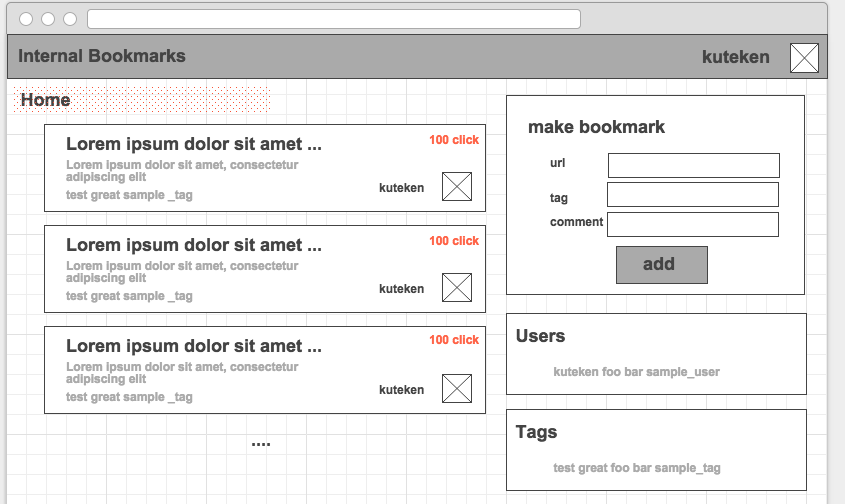 Internal Bookmarks
kuteken
Home
Lorem ipsum dolor sit amet ...
100 click
Lorem ipsum dolor sit amet, consectetur
adipiscing elit
test great sample _tag
kuteken
Lorem ipsum dolor sit amet ...
100 click
Lorem ipsum dolor sit amet, consectetur
adipiscing elit
test great sample _tag
kuteken
Lorem ipsum dolor sit amet ...
100 click
Lorem ipsum dolor sit amet, consectetur
adipiscing elit
test great sample _tag
kuteken
....
make bookmark
url
tag
comment
add
Users
kuteken foo bar sample_user
Tags
test great foo bar sample_tag